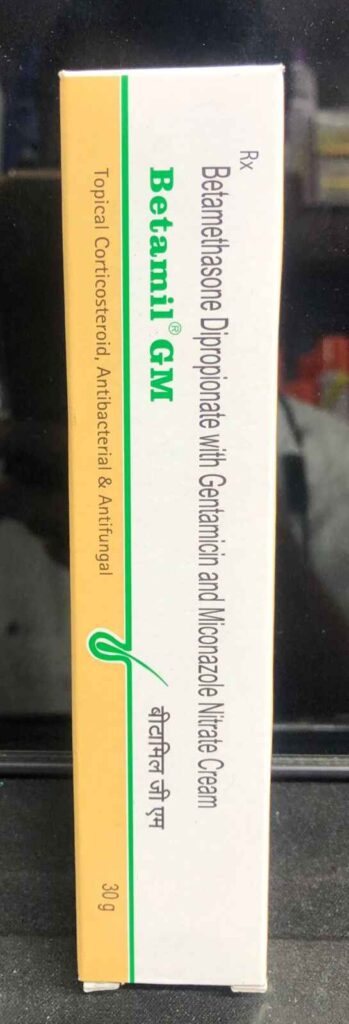 Rx
Betamethasone Dipropionate with Gentamicin and Miconazole Nitrate Cream
Betamil® GM
बीटामिल जी एम
Topical Corticosteroid, Antibacterial & Antifungal
30 g